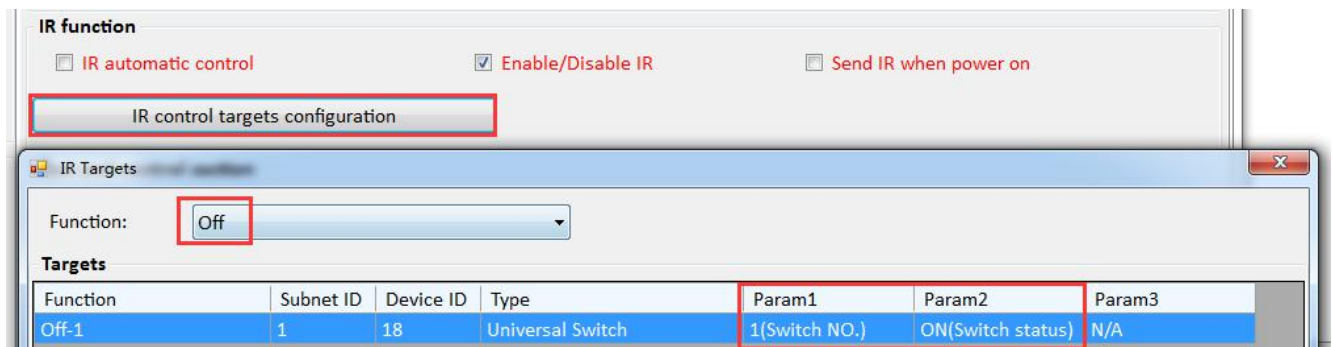 IR function
IR automatic control Enable/Disable IR Send IR when power on
IR control targets configuration
IR Targets
Function: Off
Targets
Function Subnet ID Device ID Type Param1 Param2 Param3
Off-1 1 18 Universal Switch 1(Switch NO.) ON(Switch status) N/A